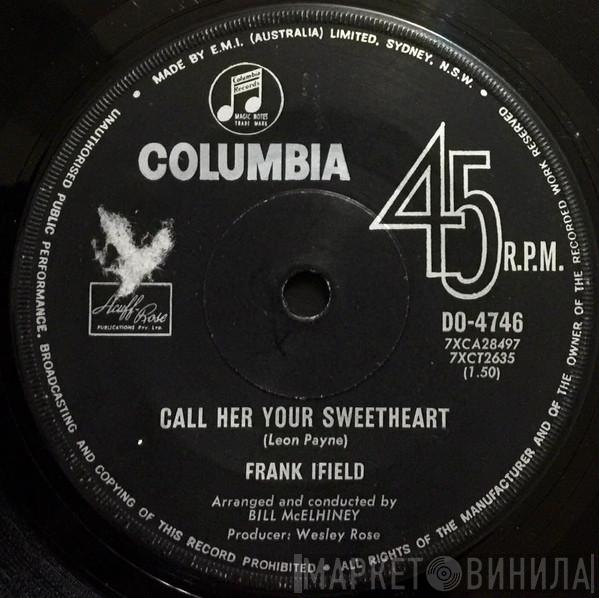 MADE BY E.M.I. (AUSTRALIA) LIMITED, SYDNEY, N.S.W.
UNAUTHORISED PUBLIC PERFORMANCE, BROADCASTING AND COPYING OF THIS RECORD PROHIBITED • ALL RIGHTS OF THE MANUFACTURER AND OF THE OWNER OF THE RECORDED WORK RESERVED
Columbia
Records
MAGIC NOTES
TRADE MARK
COLUMBIA
45 R.P.M.
Acuff-Rose
PUBLICATIONS Pty. Ltd.
DO-4746
7XCA28497
7XCT2635
(1.50)
CALL HER YOUR SWEETHEART
(Leon Payne)
FRANK IFIELD
Arranged and conducted by
BILL McELHINEY
Producer: Wesley Rose
МАРКЕТ ВИНИЛА